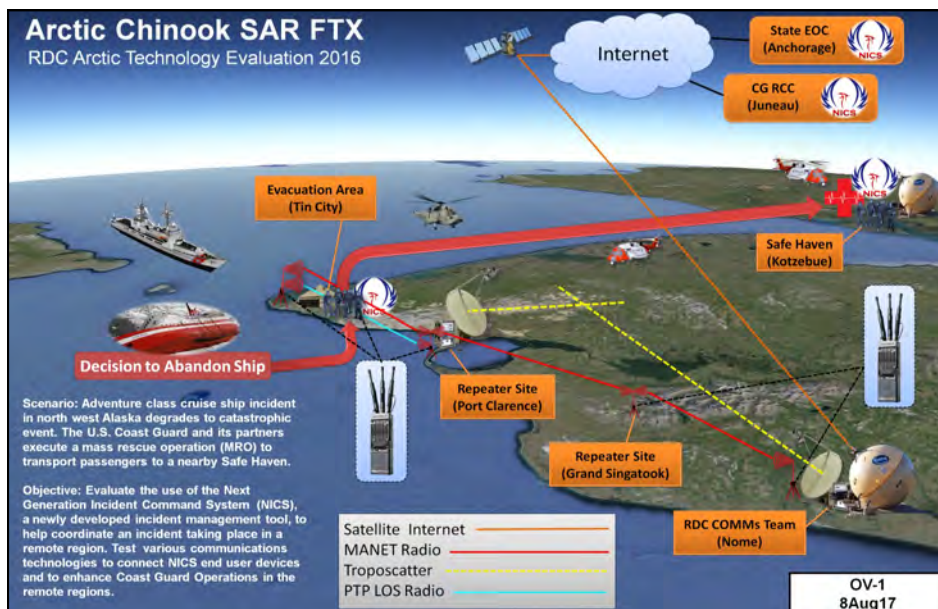 Arctic Chinook SAR FTX
RDC Arctic Technology Evaluation 2016
Internet
State EOC
(Anchorage)
NICS
CG RCC
(Juneau)
NICS
Evacuation Area
(Tin City)
NICS
Safe Haven
(Kotzebue)
NICS
Decision to Abandon Ship
Repeater Site
(Port Clarence)
Repeater Site
(Grand Singatook)
RDC COMMs Team
(Nome)
Scenario: Adventure class cruise ship incident
in north west Alaska degrades to catastrophic
event. The U.S. Coast Guard and its partners
execute a mass rescue operation (MRO) to
transport passengers to a nearby Safe Haven.
Objective: Evaluate the use of the Next
Generation Incident Command System (NICS),
a newly developed incident management tool, to
help coordinate an incident taking place in a
remote region. Test various communications
technologies to connect NICS end user devices
and to enhance Coast Guard Operations in the
remote regions.
Satellite Internet
MANET Radio
Troposcatter
PTP LOS Radio
OV-1
8Aug17